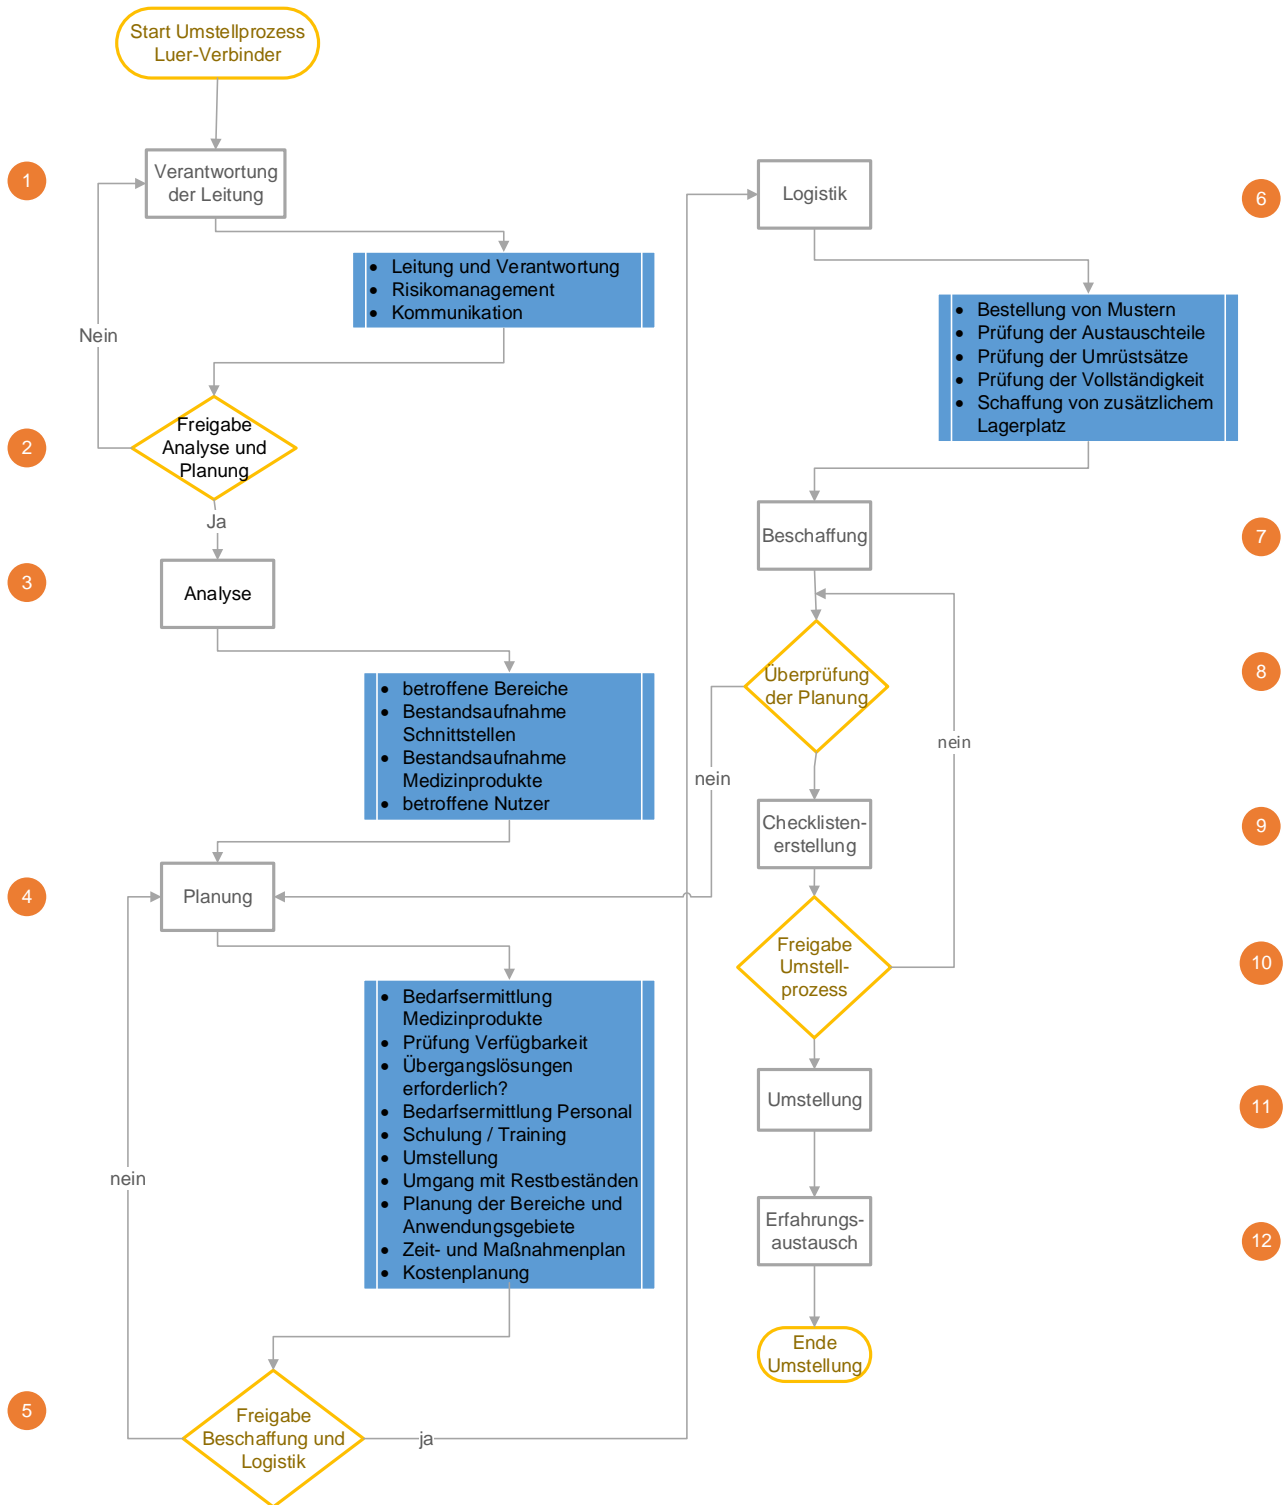 Start Umstellprozess
Luer-Verbinder
1
Verantwortung
der Leitung
• Leitung und Verantwortung
• Risikomanagement
• Kommunikation
Nein
2
Freigabe
Analyse und
Planung
Ja
3
Analyse
• betroffene Bereiche
• Bestandsaufnahme
Schnittstellen
• Bestandsaufnahme
Medizinprodukte
• betroffene Nutzer
4
Planung
• Bedarfsermittlung
Medizinprodukte
• Prüfung Verfügbarkeit
• Übergangslösungen
erforderlich?
• Bedarfsermittlung Personal
• Schulung / Training
• Umstellung
• Umgang mit Restbeständen
• Planung der Bereiche und
Anwendungsgebiete
• Zeit- und Maßnahmenplan
• Kostenplanung
nein
5
Freigabe
Beschaffung und
Logistik
ja
Logistik
6
• Bestellung von Mustern
• Prüfung der Austauschteile
• Prüfung der Umrüstsätze
• Prüfung der Vollständigkeit
• Schaffung von zusätzlichem
Lagerplatz
Beschaffung
7
Überprüfung
der Planung
8
nein
nein
Checklisten-
erstellung
9
Freigabe
Umstell-
prozess
10
Umstellung
11
Erfahrungs-
austausch
12
Ende
Umstellung